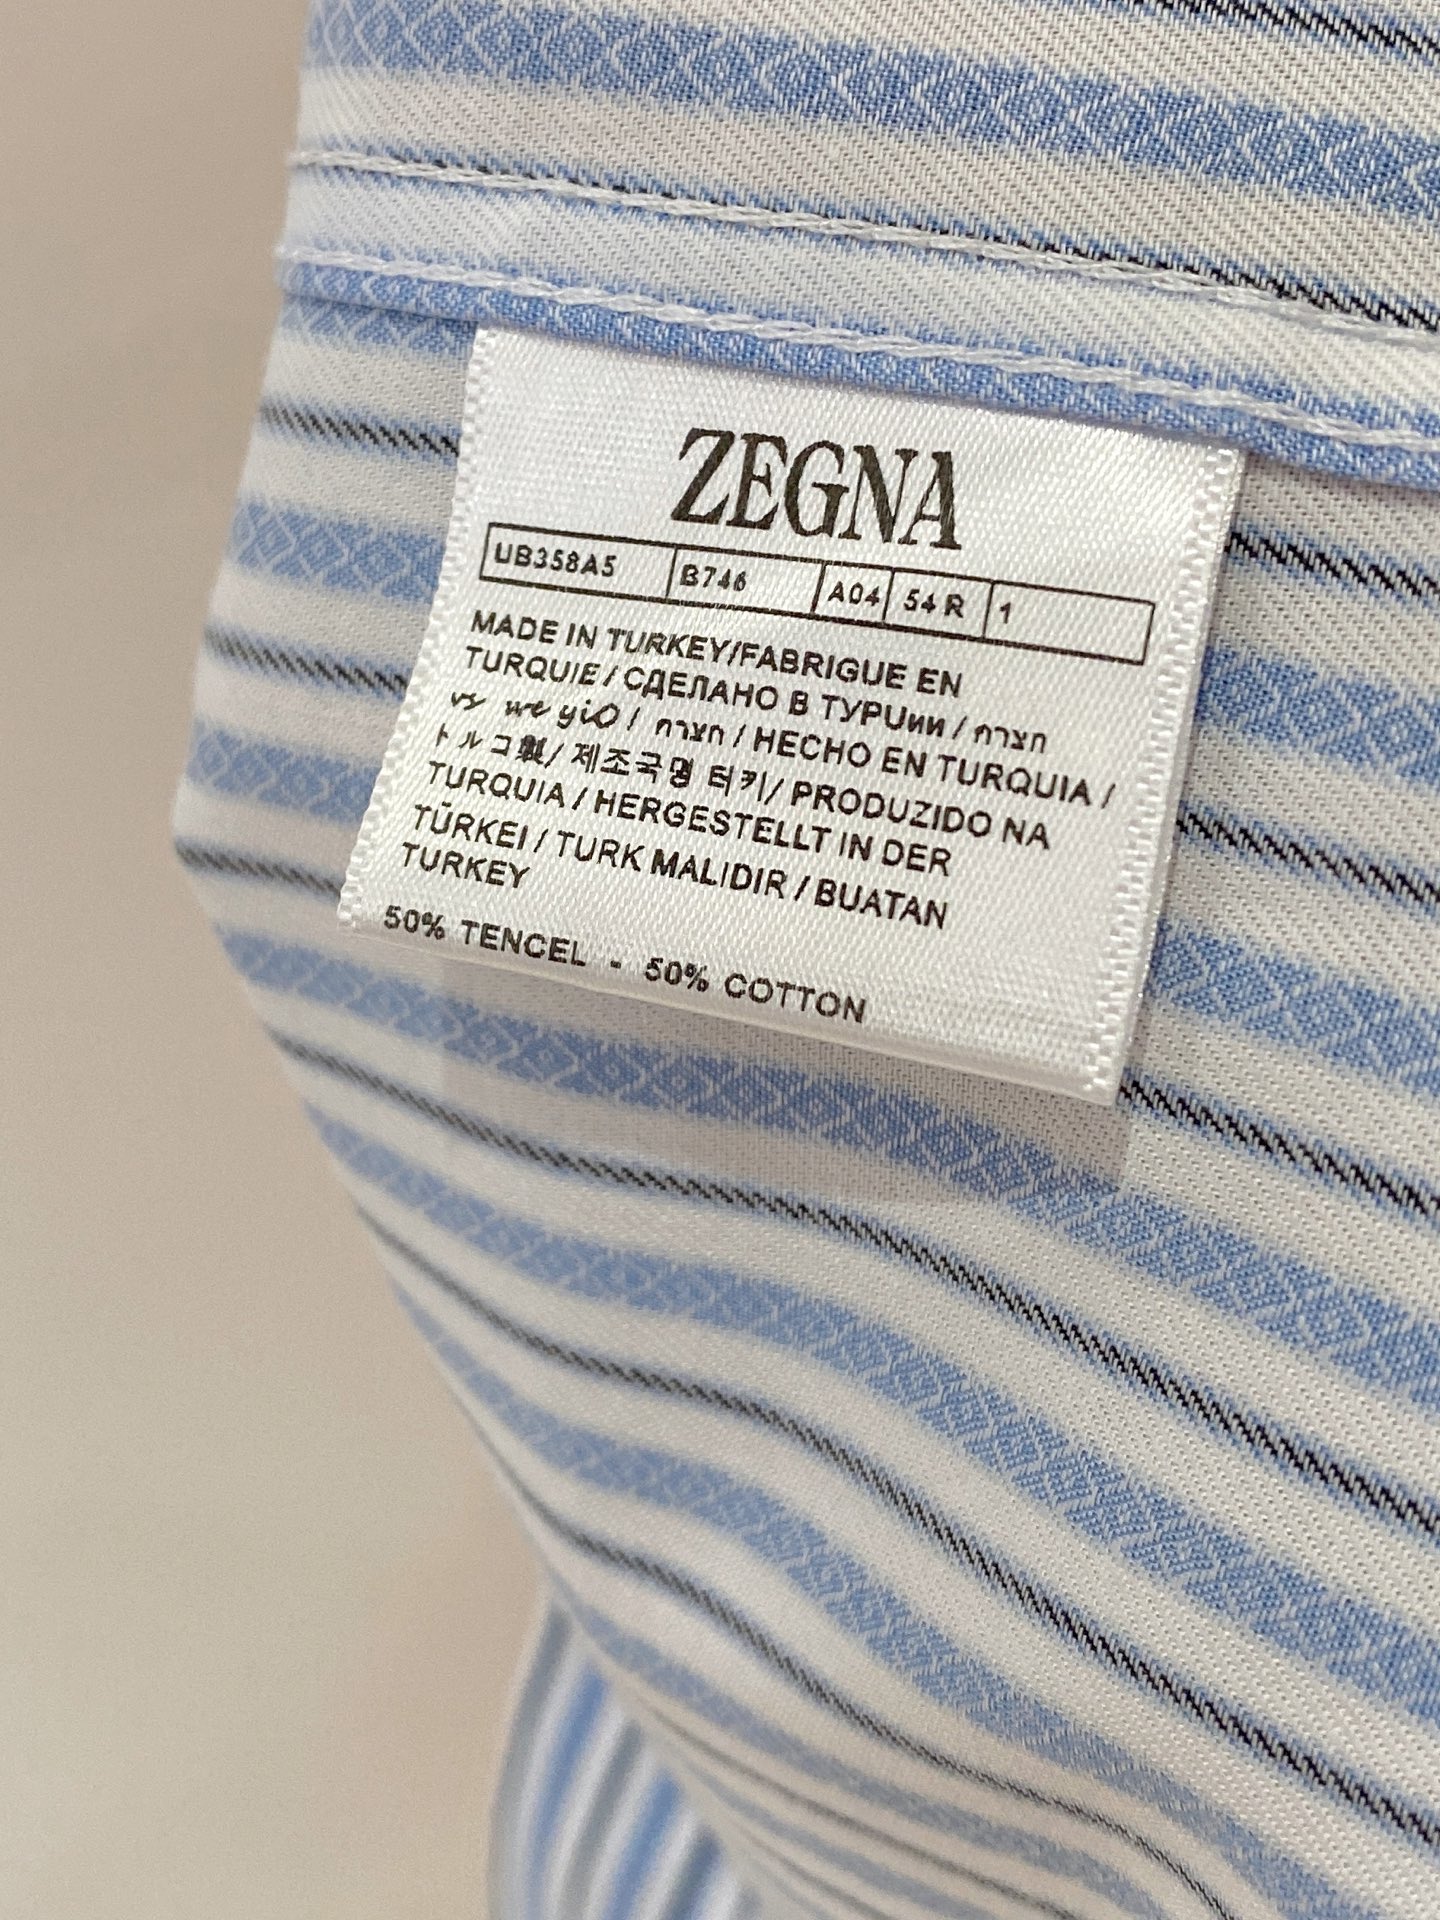 ZEGNA
UB358A5 B746 A04 54 R 1
MADE IN TURKEY/FABRIGUE EN
TURQUIE / СДЕЛАНО В ТУРЦИИ /
/ HECHO EN TURQUIA /
トルコ製/ 제조국명 터키/ PRODUZIDO NA
TURQUIA / HERGESTELLT IN DER
TÜRKEI / TURK MALIDIR / BUATAN
TURKEY
50% TENCEL - 50% COTTON